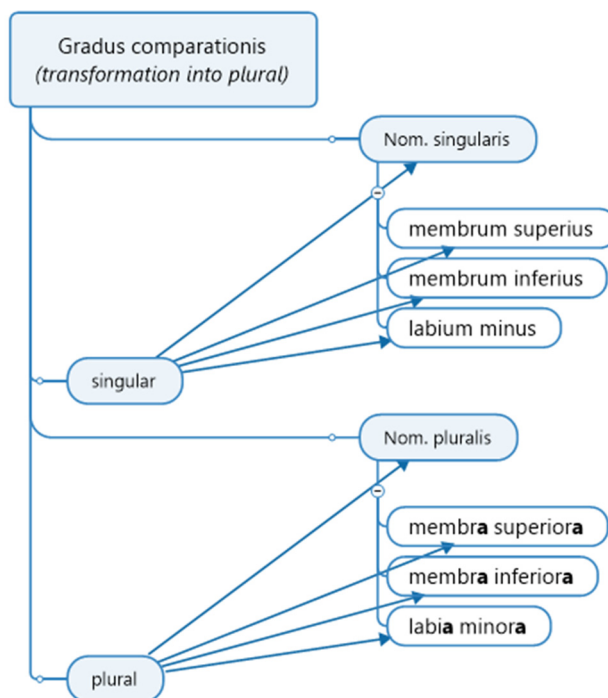 Gradus comparationis
(transformation into plural)
Nom. singularis
membrum superius
membrum inferius
labium minus
singular
Nom. pluralis
membra superiora
membra inferiora
labia minora
plural